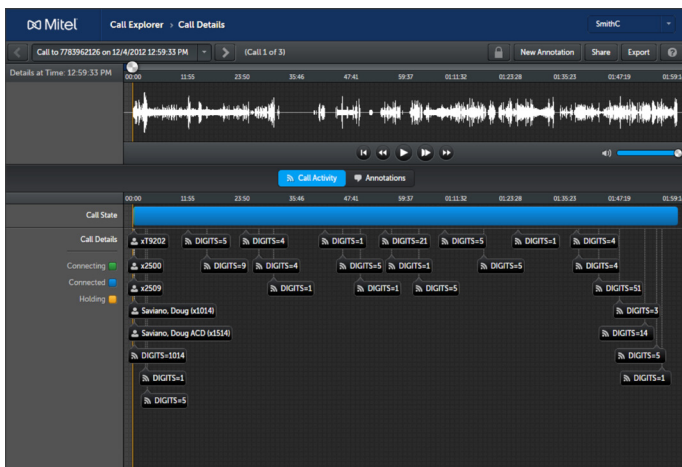 Mitel Call Explorer › Call Details SmithC
Call to 7783962126 on 12/4/2012 12:59:33 PM (Call 1 of 3) New Annotation Share Export ?
Details at Time: 12:59:33 PM
00:00 11:55 23:50 35:46 47:41 59:37 01:11:32 01:23:28 01:35:23 01:47:19 01:59:1
Call Activity Annotations
00:00 11:55 23:50 35:46 47:41 59:37 01:11:32 01:23:28 01:35:23 01:47:19 01:59:1
Call State
Call Details xT9202 DIGITS=5 DIGITS=4 DIGITS=1 DIGITS=21 DIGITS=5 DIGITS=1 DIGITS=4
Connecting x2500 DIGITS=9 DIGITS=4 DIGITS=5 DIGITS=1 DIGITS=5 DIGITS=4
Connected x2509 DIGITS=1 DIGITS=1 DIGITS=5 DIGITS=51
Holding Saviano, Doug (x1014) DIGITS=3
Saviano, Doug ACD (x1514) DIGITS=14
DIGITS=1014 DIGITS=5
DIGITS=1 DIGITS=1
DIGITS=5